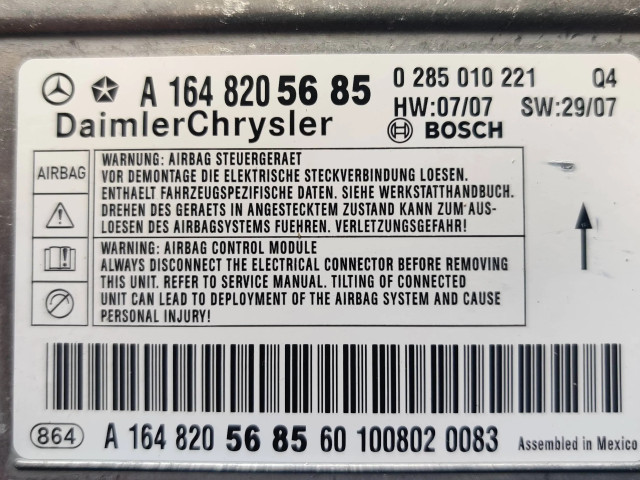 A 164 820 56 85 0 285 010 221 Q4
HW:07/07 SW:29/07
DaimlerChrysler BOSCH
AIRBAG
WARNUNG: AIRBAG STEUERGERAET
VOR DEMONTAGE DIE ELEKTRISCHE STECKVERBINDUNG LOESEN.
ENTHAELT FAHRZEUGSPEZIFISCHE DATEN. SIEHE WERKSTATTHANDBUCH.
DREHEN DES GERAETS IN ANGESTECKTEM ZUSTAND KANN ZUM AUS-
LOESEN DES AIRBAGSYSTEMS FUEHREN. VERLETZUNGSGEFAHR!
WARNING: AIRBAG CONTROL MODULE
ALWAYS DISCONNECT THE ELECTRICAL CONNECTOR BEFORE REMOVING
THIS UNIT. REFER TO SERVICE MANUAL. TILTING OF CONNECTED
UNIT CAN LEAD TO DEPLOYMENT OF THE AIRBAG SYSTEM AND CAUSE
PERSONAL INJURY!
864 A 164 820 56 85 60 100802 0083 Assembled in Mexico